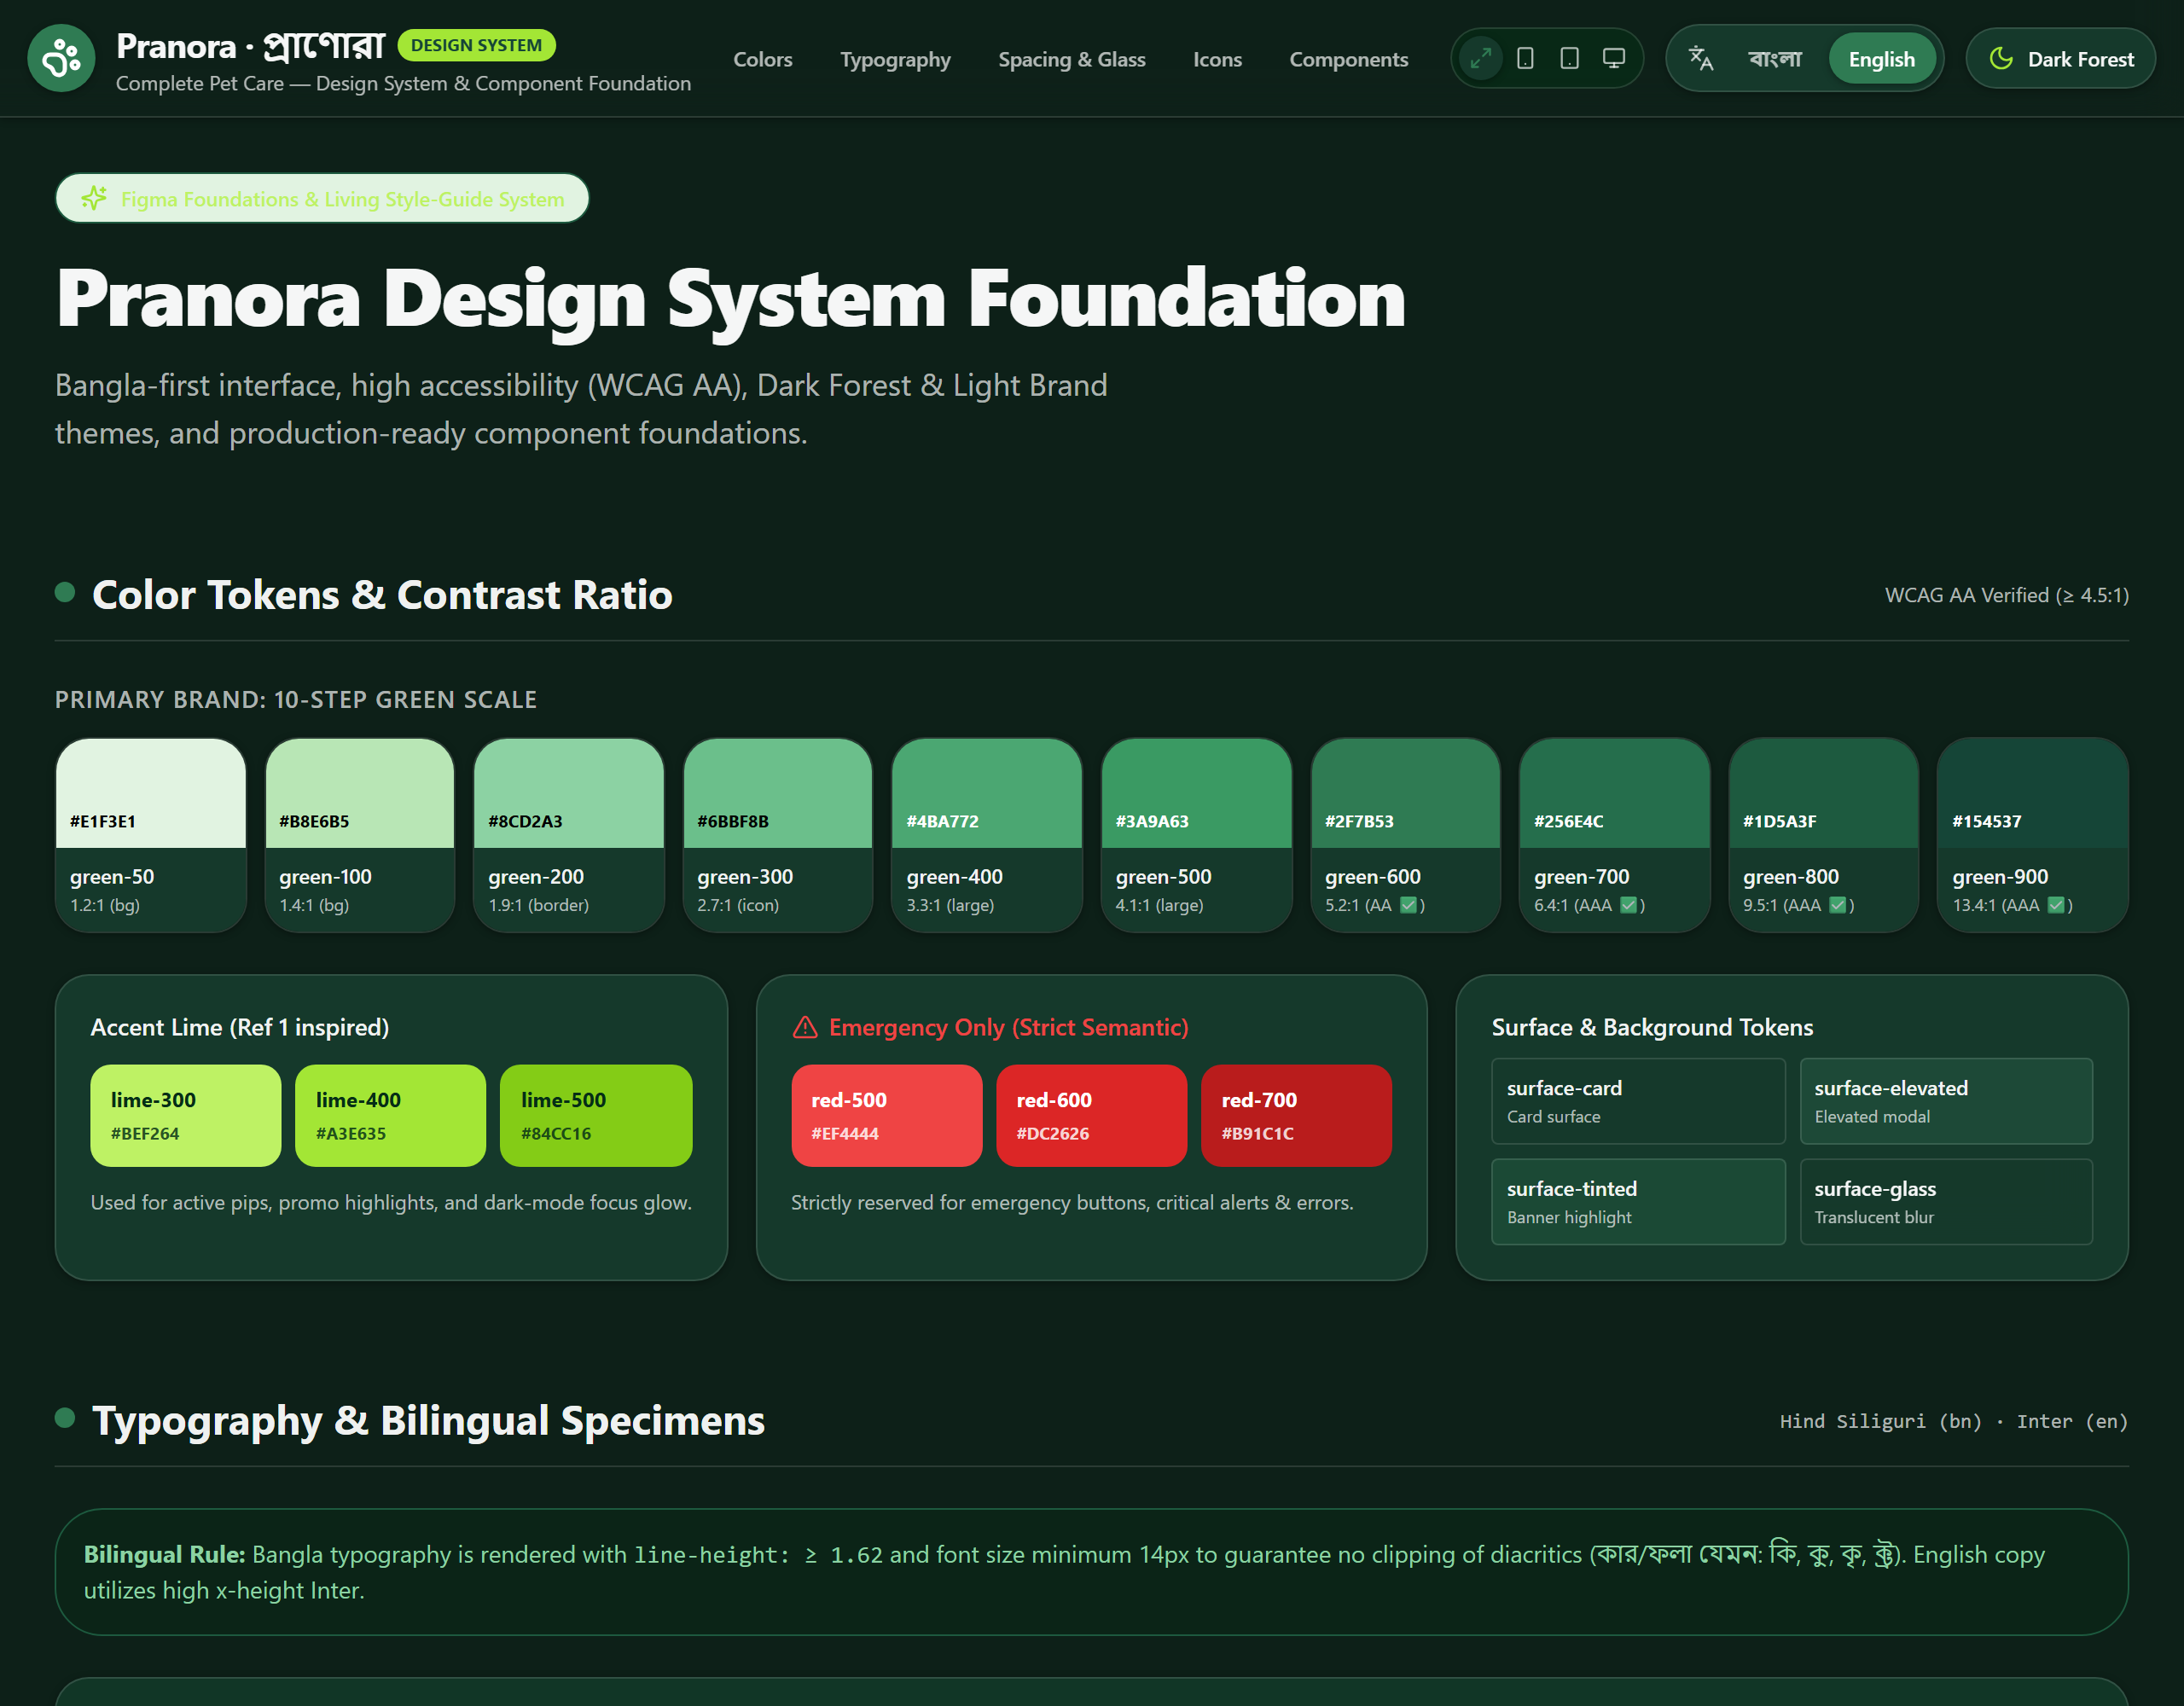 Pranora · প্রাণোরা DESIGN SYSTEM
Complete Pet Care — Design System & Component Foundation
Colors
Typography
Spacing & Glass
Icons
Components
বাংলা
English
Dark Forest
Figma Foundations & Living Style-Guide System
Pranora Design System Foundation
Bangla-first interface, high accessibility (WCAG AA), Dark Forest & Light Brand
themes, and production-ready component foundations.
Color Tokens & Contrast Ratio
WCAG AA Verified (≥ 4.5:1)
PRIMARY BRAND: 10-STEP GREEN SCALE
#E1F3E1
green-50
1.2:1 (bg)
#B8E6B5
green-100
1.4:1 (bg)
#8CD2A3
green-200
1.9:1 (border)
#6BBF8B
green-300
2.7:1 (icon)
#4BA772
green-400
3.3:1 (large)
#3A9A63
green-500
4.1:1 (large)
#2F7B53
green-600
5.2:1 (AA ✅)
#256E4C
green-700
6.4:1 (AAA ✅)
#1D5A3F
green-800
9.5:1 (AAA ✅)
#154537
green-900
13.4:1 (AAA ✅)
Accent Lime (Ref 1 inspired)
lime-300
#BEF264
lime-400
#A3E635
lime-500
#84CC16
Used for active pips, promo highlights, and dark-mode focus glow.
Emergency Only (Strict Semantic)
red-500
#EF4444
red-600
#DC2626
red-700
#B91C1C
Strictly reserved for emergency buttons, critical alerts & errors.
Surface & Background Tokens
surface-card
Card surface
surface-elevated
Elevated modal
surface-tinted
Banner highlight
surface-glass
Translucent blur
Typography & Bilingual Specimens
Hind Siliguri (bn) · Inter (en)
Bilingual Rule: Bangla typography is rendered with line-height: ≥ 1.62 and font size minimum 14px to guarantee no clipping of diacritics (কার/ফলা যেমন: কি, কু, কৃ, ক্ট্র). English copy
utilizes high x-height Inter.